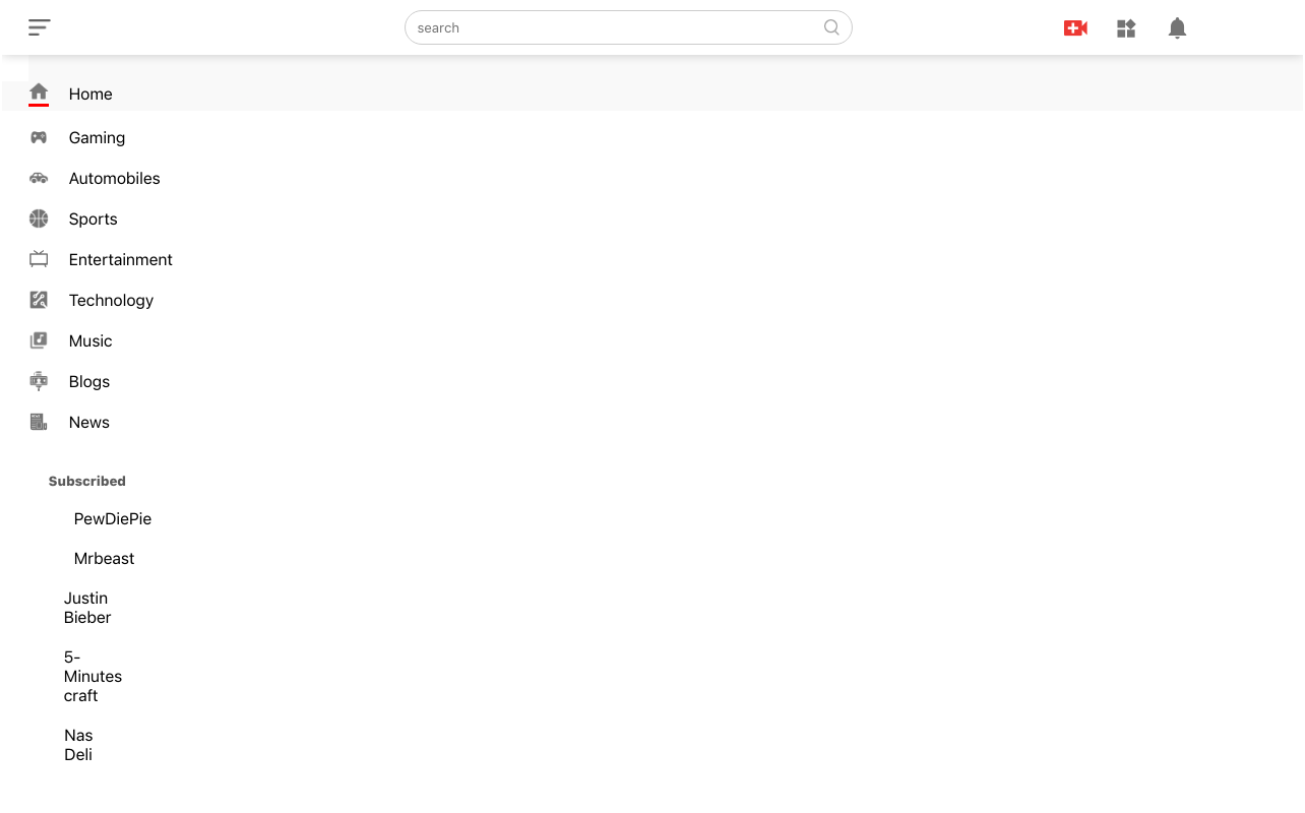 search
Home
Gaming
Automobiles
Sports
Entertainment
Technology
Music
Blogs
News
Subscribed
PewDiePie
Mrbeast
Justin
Bieber
5-
Minutes
craft
Nas
Deli